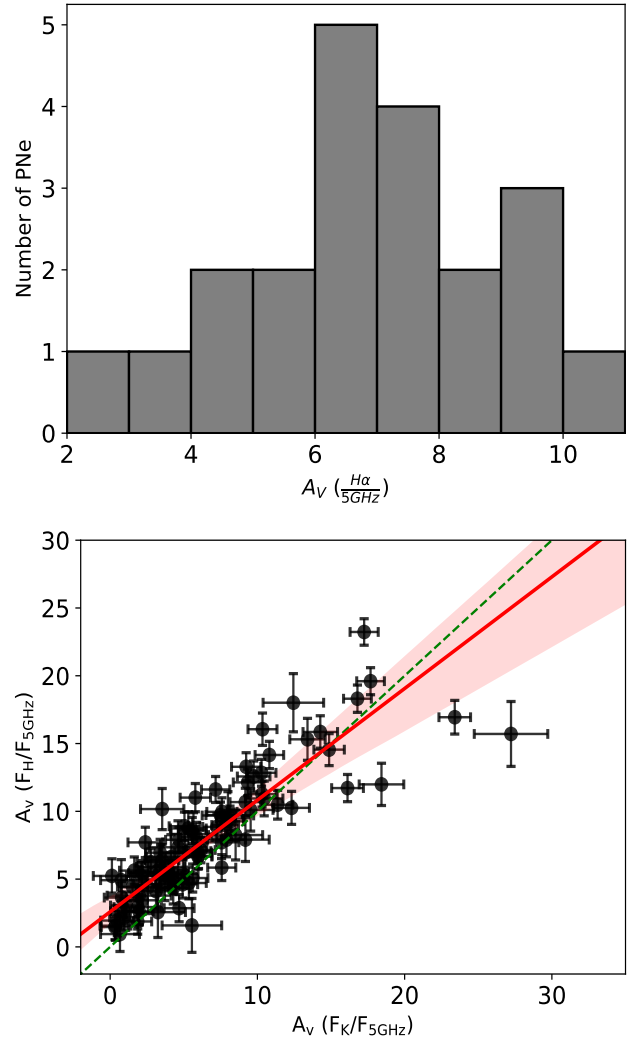 5
4
3
2
1
0
Number of PNe
2 4 6 8 10
A_V (Hα/5GHz)
30
25
20
15
10
5
0
A_v (F_H/F_5GHz)
0 10 20 30
A_v (F_K/F_5GHz)